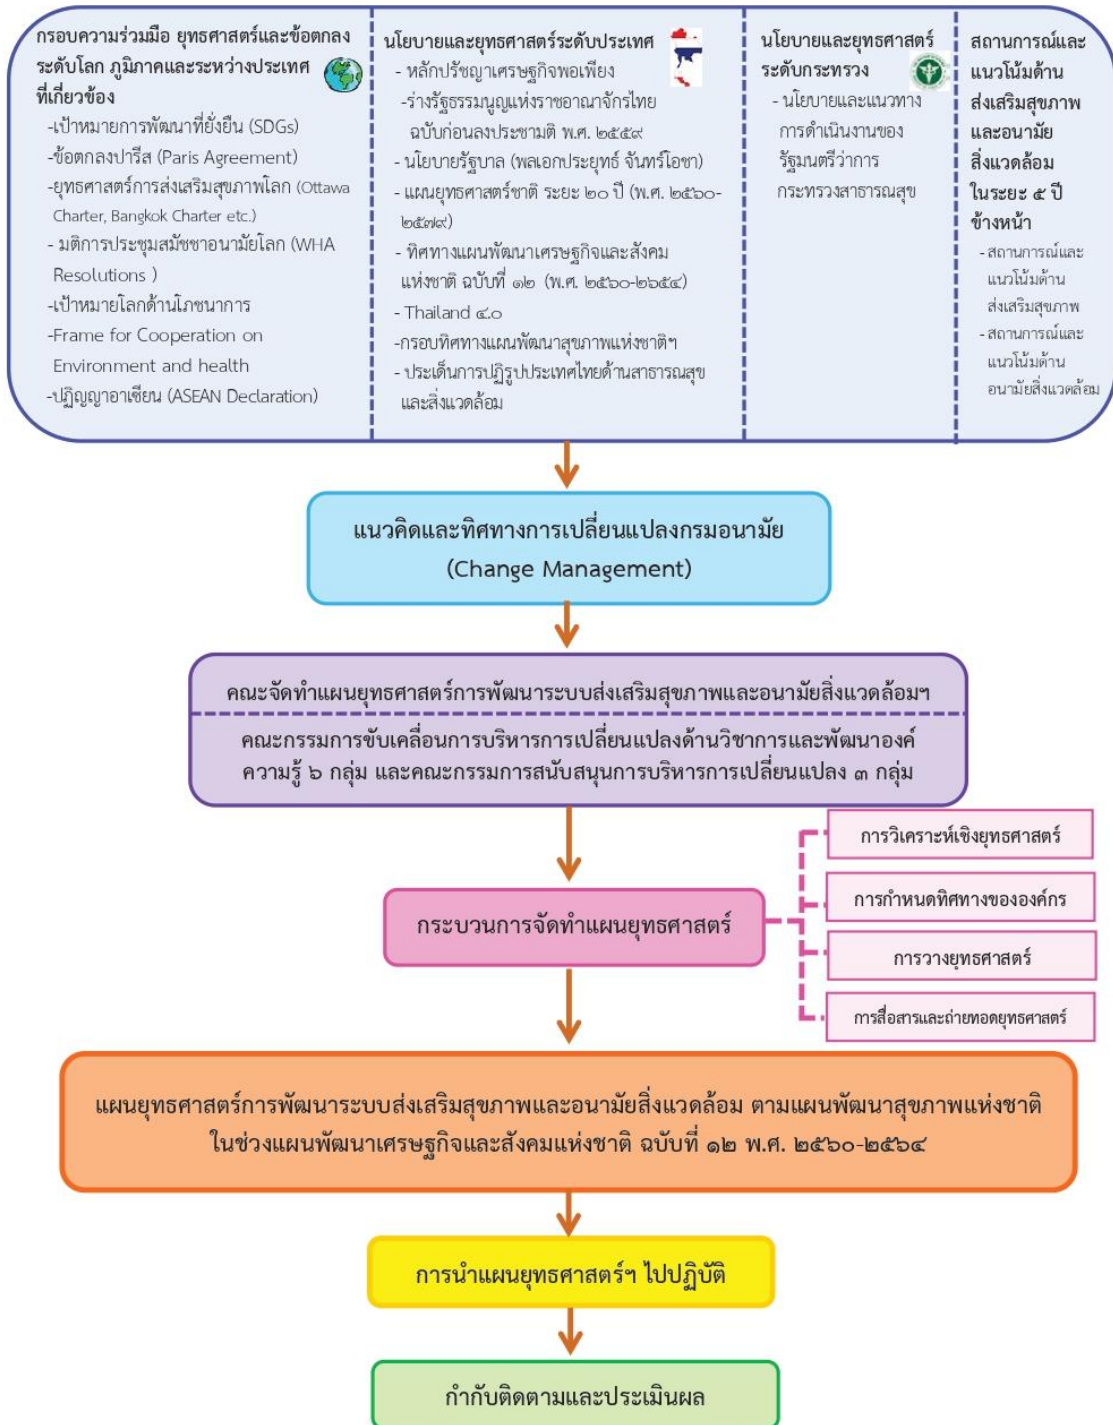 กรอบความร่วมมือ ยุทธศาสตร์และข้อตกลง
ระดับโลก ภูมิภาคและระหว่างประเทศ
ที่เกี่ยวข้อง
-เป้าหมายการพัฒนาที่ยั่งยืน (SDGs)
-ข้อตกลงปารีส (Paris Agreement)
-ยุทธศาสตร์การส่งเสริมสุขภาพโลก (Ottawa
Charter, Bangkok Charter etc.)
- มติการประชุมสมัชชาอนามัยโลก (WHA
Resolutions )
-เป้าหมายโลกด้านโภชนาการ
-Frame for Cooperation on
Environment and health
-ปฏิญญาอาเซียน (ASEAN Declaration)
นโยบายและยุทธศาสตร์ระดับประเทศ
- หลักปรัชญาเศรษฐกิจพอเพียง
-ร่างรัฐธรรมนูญแห่งราชอาณาจักรไทย
ฉบับก่อนลงประชามติ พ.ศ. ๒๕๕๙
- นโยบายรัฐบาล (พลเอกประยุทธ์ จันทร์โอชา)
- แผนยุทธศาสตร์ชาติ ระยะ ๒๐ ปี (พ.ศ. ๒๕๖๐-
๒๕๗๙)
- ทิศทางแผนพัฒนาเศรษฐกิจและสังคม
แห่งชาติ ฉบับที่ ๑๒ (พ.ศ. ๒๕๖๐-๒๖๕๔)
- Thailand ๔.๐
-กรอบทิศทางแผนพัฒนาสุขภาพแห่งชาติฯ
- ประเด็นการปฏิรูปประเทศไทยด้านสาธารณสุข
และสิ่งแวดล้อม
นโยบายและยุทธศาสตร์
ระดับกระทรวง
- นโยบายและแนวทาง
การดำเนินงานของ
รัฐมนตรีว่าการ
กระทรวงสาธารณสุข
สถานการณ์และ
แนวโน้มด้าน
ส่งเสริมสุขภาพ
และอนามัย
สิ่งแวดล้อม
ในระยะ ๕ ปี
ข้างหน้า
- สถานการณ์และ
แนวโน้มด้าน
ส่งเสริมสุขภาพ
- สถานการณ์และ
แนวโน้มด้าน
อนามัยสิ่งแวดล้อม
แนวคิดและทิศทางการเปลี่ยนแปลงกรมอนามัย
(Change Management)
คณะจัดทำแผนยุทธศาสตร์การพัฒนาระบบส่งเสริมสุขภาพและอนามัยสิ่งแวดล้อมฯ
คณะกรรมการขับเคลื่อนการบริหารการเปลี่ยนแปลงด้านวิชาการและพัฒนาองค์
ความรู้ ๖ กลุ่ม และคณะกรรมการสนับสนุนการบริหารการเปลี่ยนแปลง ๓ กลุ่ม
กระบวนการจัดทำแผนยุทธศาสตร์
การวิเคราะห์เชิงยุทธศาสตร์
การกำหนดทิศทางขององค์กร
การวางยุทธศาสตร์
การสื่อสารและถ่ายทอดยุทธศาสตร์
แผนยุทธศาสตร์การพัฒนาระบบส่งเสริมสุขภาพและอนามัยสิ่งแวดล้อม ตามแผนพัฒนาสุขภาพแห่งชาติ
ในช่วงแผนพัฒนาเศรษฐกิจและสังคมแห่งชาติ ฉบับที่ ๑๒ พ.ศ. ๒๕๖๐-๒๕๖๔
การนำแผนยุทธศาสตร์ฯ ไปปฏิบัติ
กำกับติดตามและประเมินผล